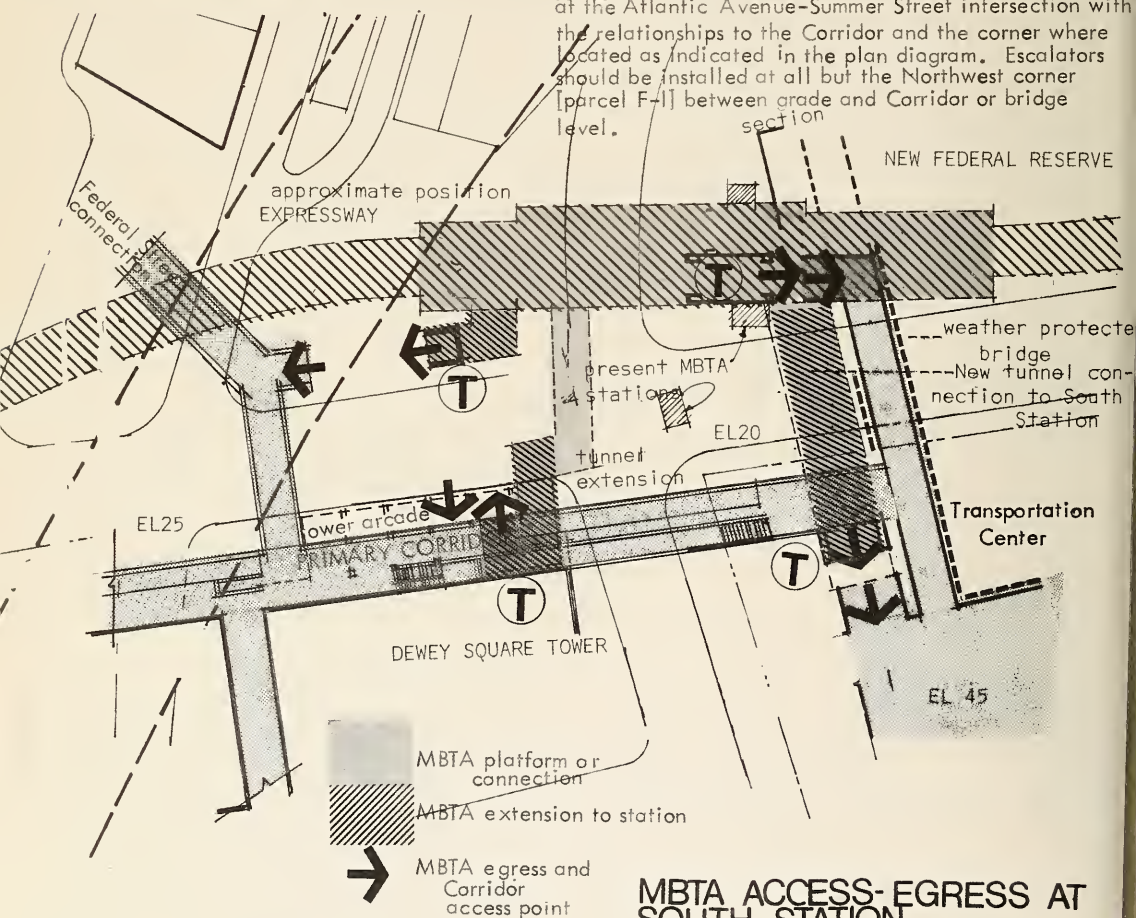 at the Atlantic Avenue-Summer Street intersection with
the relationships to the Corridor and the corner where
located as indicated in the plan diagram. Escalators
should be installed at all but the Northwest corner
[parcel F-1] between grade and Corridor or bridge
level.
section
NEW FEDERAL RESERVE
approximate position
EXPRESSWAY
Federal
connection
T
T
weather protecte
bridge
New tunnel con-
nection to South
Station
present MBTA
stations
EL20
tunnel
extension
EL25
ower arcade
PRIMARY CORRID
Transportation
Center
T
T
DEWEY SQUARE TOWER
EL 45
MBTA platform or
connection
MBTA extension to station
MBTA egress and
Corridor
access point
MBTA ACCESS-EGRESS AT
SOUTH STATION